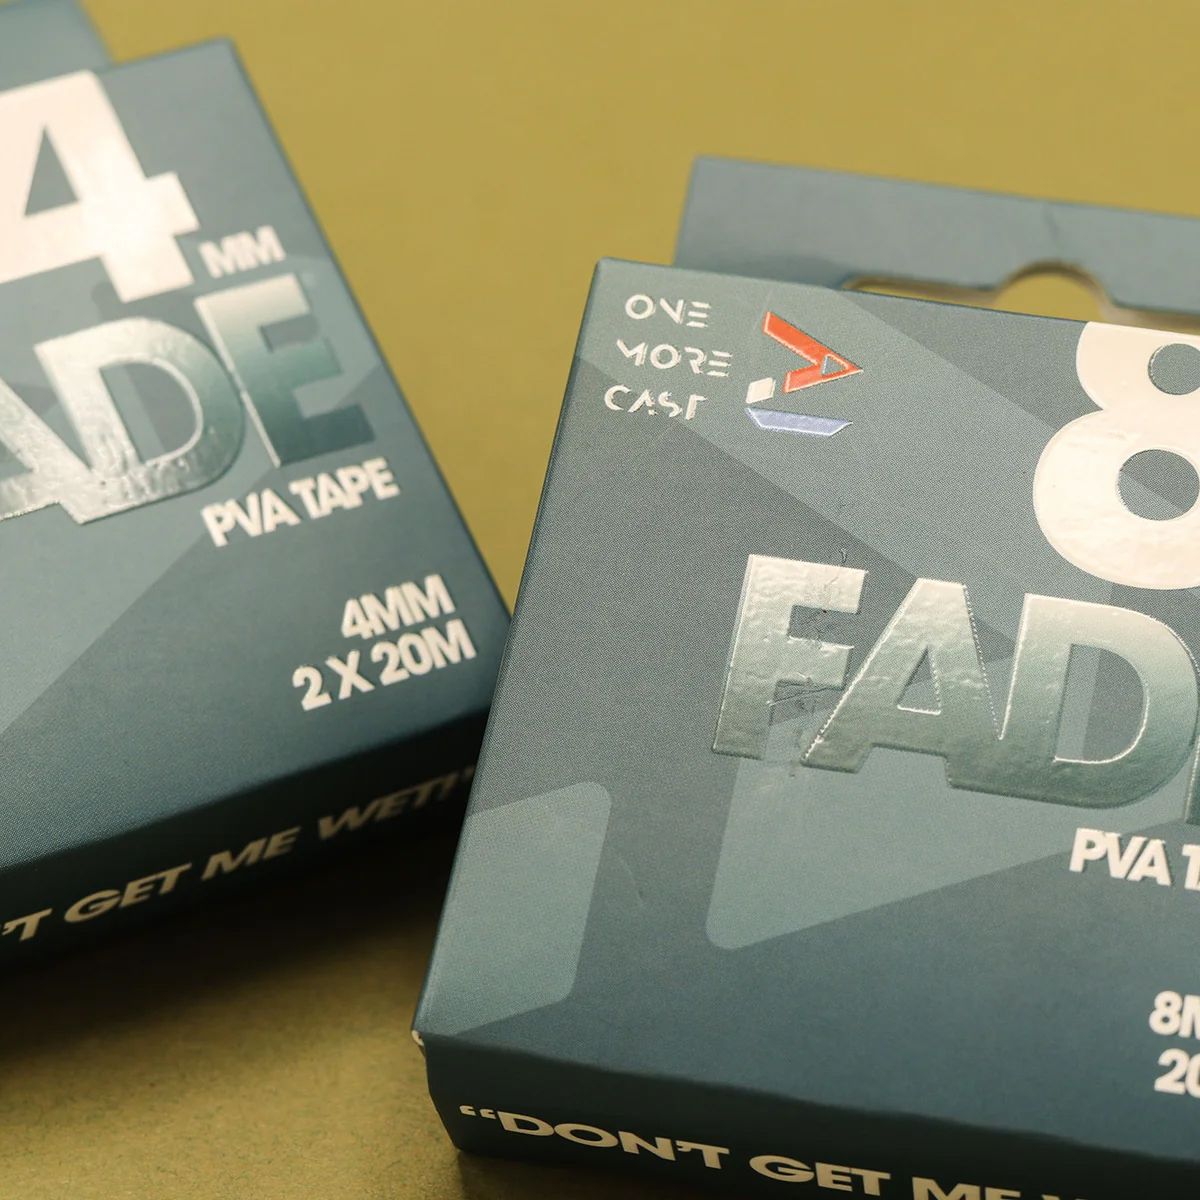 4
MM
ADE
PVA TAPE
4MM
2 X 20M
'T GET ME WET!"
ONE
MORE
CAST
8
FAD
PVA T
8M
20
"DON'T GET ME